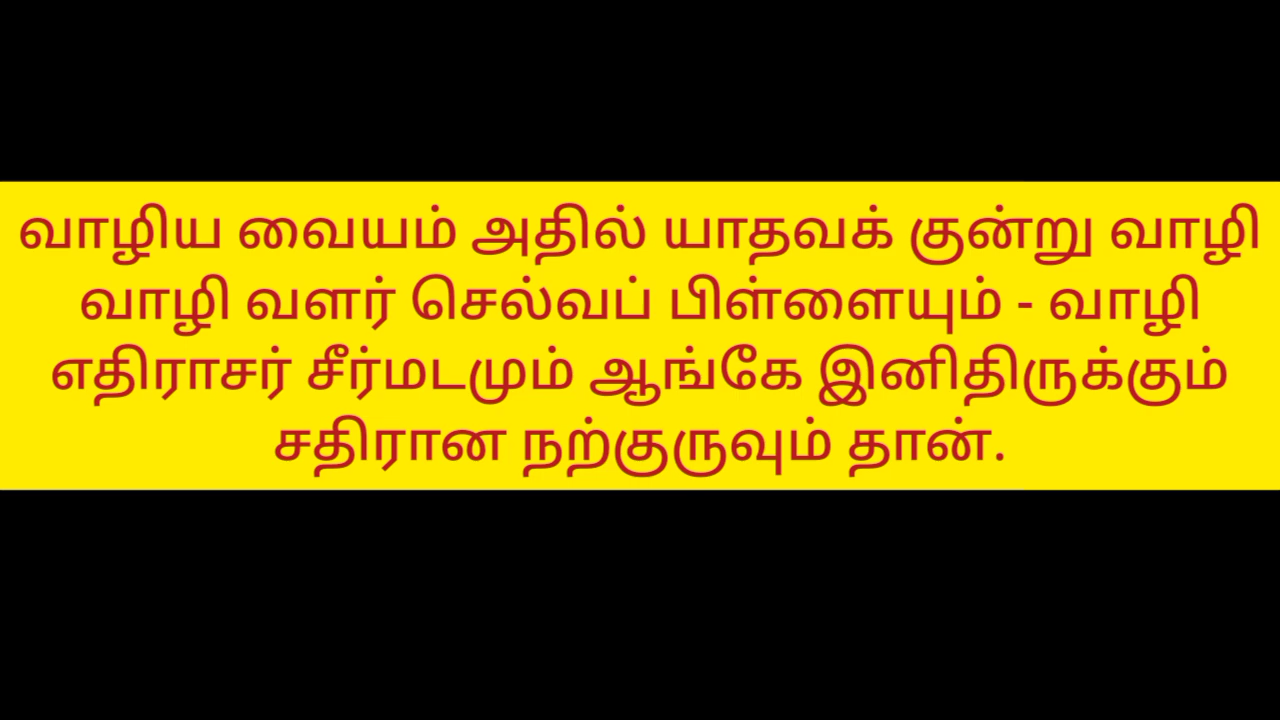 வாழிய வையம் அதில் யாதவக் குன்று வாழி
வாழி வளர் செல்வப் பிள்ளையும் - வாழி
எதிராசர் சீர்மடமும் ஆங்கே இனிதிருக்கும்
சதிரான நற்குருவும் தான்.